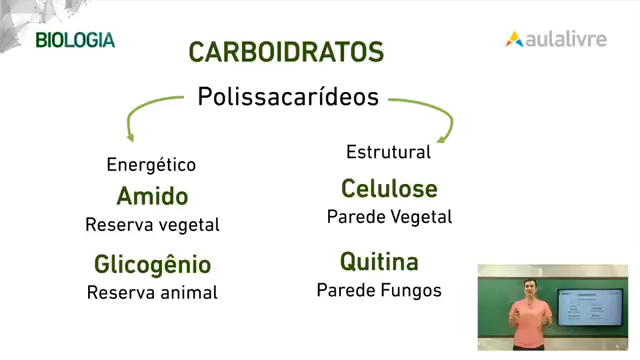 BIOLOGIA
aulalivre
CARBOIDRATOS
Polissacarídeos
Energético
Amido
Reserva vegetal
Glicogênio
Reserva animal
Estrutural
Celulose
Parede Vegetal
Quitina
Parede Fungos